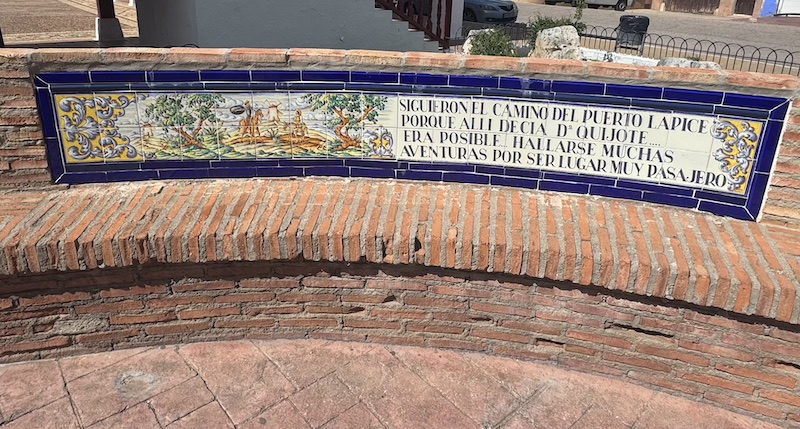 SIGUIERON EL CAMINO DEL PUERTO LAPICE
PORQUE ALLI DECIA Dª QUIJOTE....
ERA POSIBLE HALLARSE MUCHAS
AVENTURAS POR SER LUGAR MUY PASAJERO